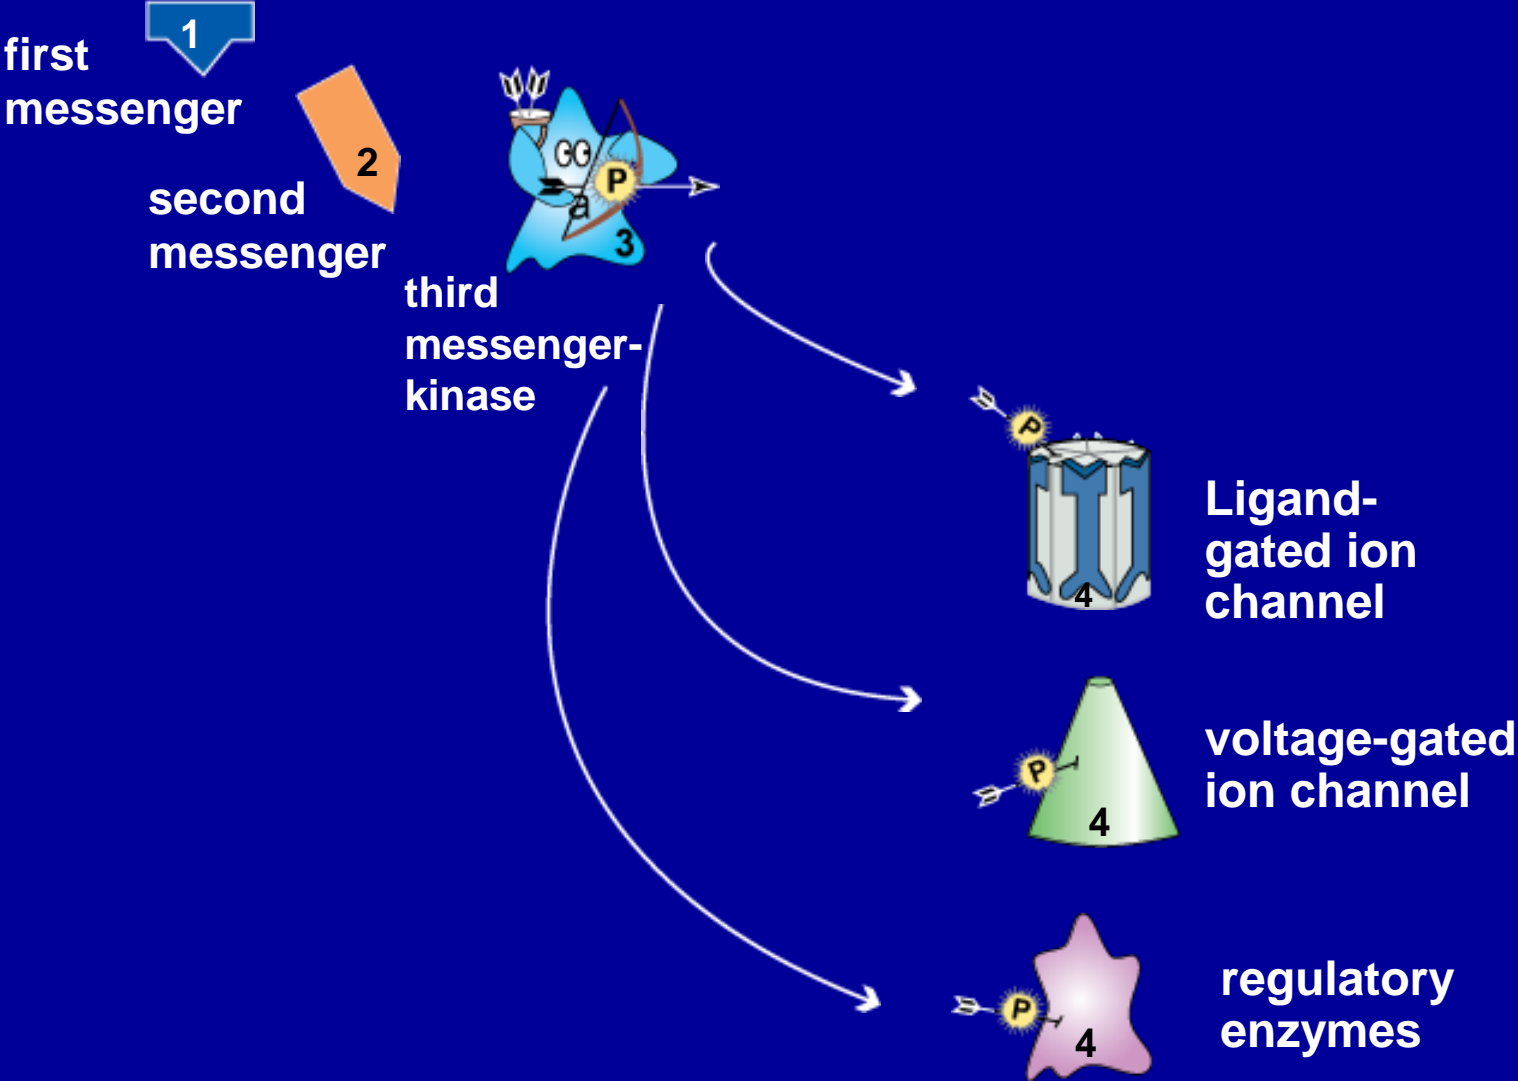 1
first
messenger
2
second
messenger
P
a
3
third
messenger-
kinase
P
4
Ligand-
gated ion
channel
P
4
voltage-gated
ion channel
P
4
regulatory
enzymes